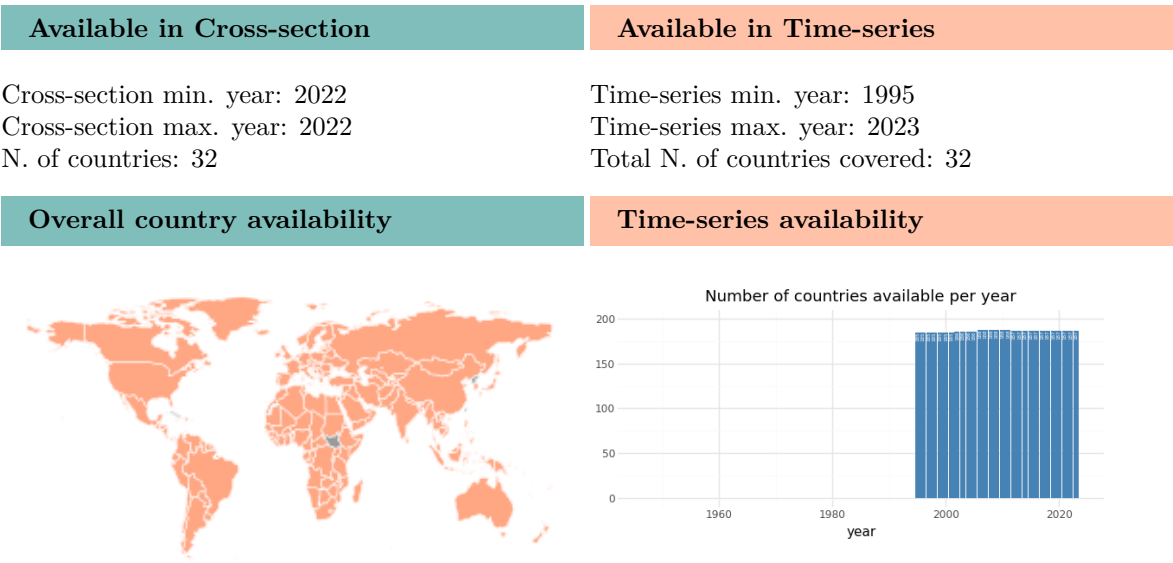 Available in Cross-section
Available in Time-series
Cross-section min. year: 2022
Cross-section max. year: 2022
N. of countries: 32
Time-series min. year: 1995
Time-series max. year: 2023
Total N. of countries covered: 32
Overall country availability
Time-series availability
Number of countries available per year
200
150
100
50
0
1960
1980
2000
2020
year